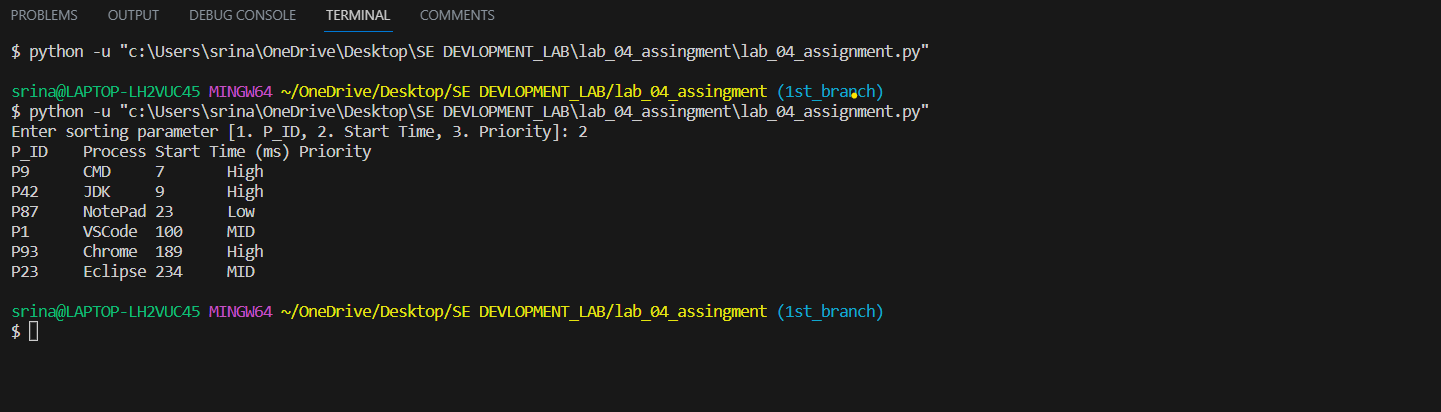 PROBLEMS OUTPUT DEBUG CONSOLE TERMINAL COMMENTS
$ python -u "c:\Users\srina\OneDrive\Desktop\SE DEVLOPMENT_LAB\lab_04_assingment\lab_04_assignment.py"
srina@LAPTOP-LH2VUC45 MINGW64 ~/OneDrive/Desktop/SE DEVLOPMENT_LAB/lab_04_assingment (1st_branch)
$ python -u "c:\Users\srina\OneDrive\Desktop\SE DEVLOPMENT_LAB\lab_04_assingment\lab_04_assignment.py"
Enter sorting parameter [1. P_ID, 2. Start Time, 3. Priority]: 2
P_ID    Process Start Time (ms) Priority
P9      CMD     7       High
P42     JDK     9       High
P87     NotePad 23      Low
P1      VSCode  100     MID
P93     Chrome  189     High
P23     Eclipse 234     MID
srina@LAPTOP-LH2VUC45 MINGW64 ~/OneDrive/Desktop/SE DEVLOPMENT_LAB/lab_04_assingment (1st_branch)
$